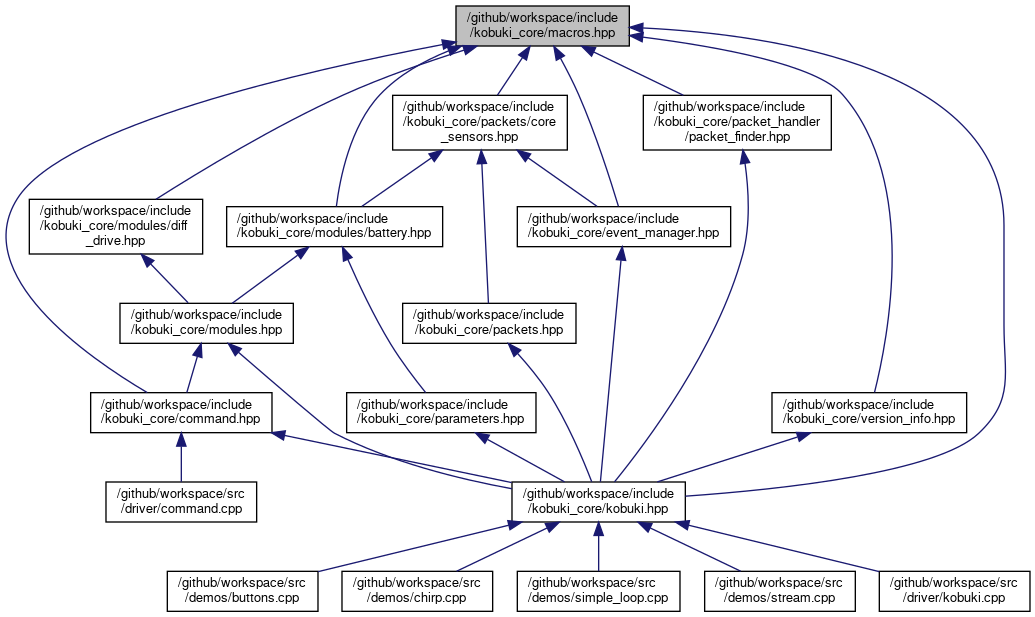 /github/workspace/include
/kobuki_core/macros.hpp
/github/workspace/include
/kobuki_core/packets/core
_sensors.hpp
/github/workspace/include
/kobuki_core/packet_handler
/packet_finder.hpp
/github/workspace/include
/kobuki_core/modules/diff
_drive.hpp
/github/workspace/include
/kobuki_core/modules/battery.hpp
/github/workspace/include
/kobuki_core/event_manager.hpp
/github/workspace/include
/kobuki_core/modules.hpp
/github/workspace/include
/kobuki_core/packets.hpp
/github/workspace/include
/kobuki_core/command.hpp
/github/workspace/include
/kobuki_core/parameters.hpp
/github/workspace/include
/kobuki_core/version_info.hpp
/github/workspace/src
/driver/command.cpp
/github/workspace/include
/kobuki_core/kobuki.hpp
/github/workspace/src
/demos/buttons.cpp
/github/workspace/src
/demos/chirp.cpp
/github/workspace/src
/demos/simple_loop.cpp
/github/workspace/src
/demos/stream.cpp
/github/workspace/src
/driver/kobuki.cpp